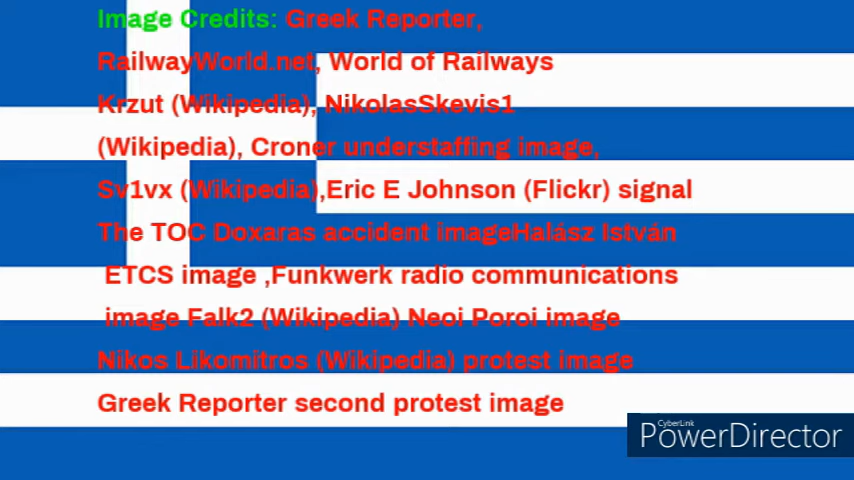 Image Credits: Greek Reporter,
RailwayWorld.net, World of Railways
Krzut (Wikipedia), NikolasSkevis1
(Wikipedia), Croner understaffing image,
Sv1vx (Wikipedia),Eric E Johnson (Flickr) signal
The TOC Doxaras accident imageHalász István
ETCS image ,Funkwerk radio communications
image Falk2 (Wikipedia) Neoi Poroi image
Nikos Likomitros (Wikipedia) protest image
Greek Reporter second protest image
CyberLink
PowerDirector